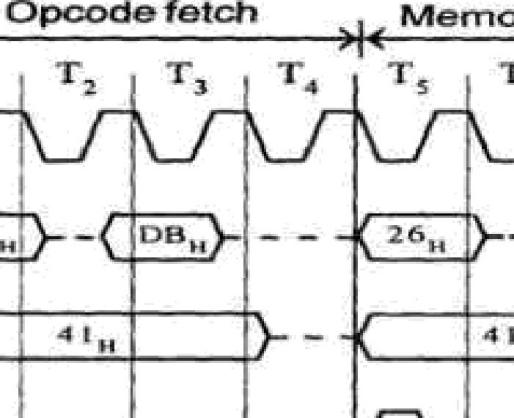 Opcode fetch Memo
T2 T3 T4 T5 T
H DBH 26H
41H 41